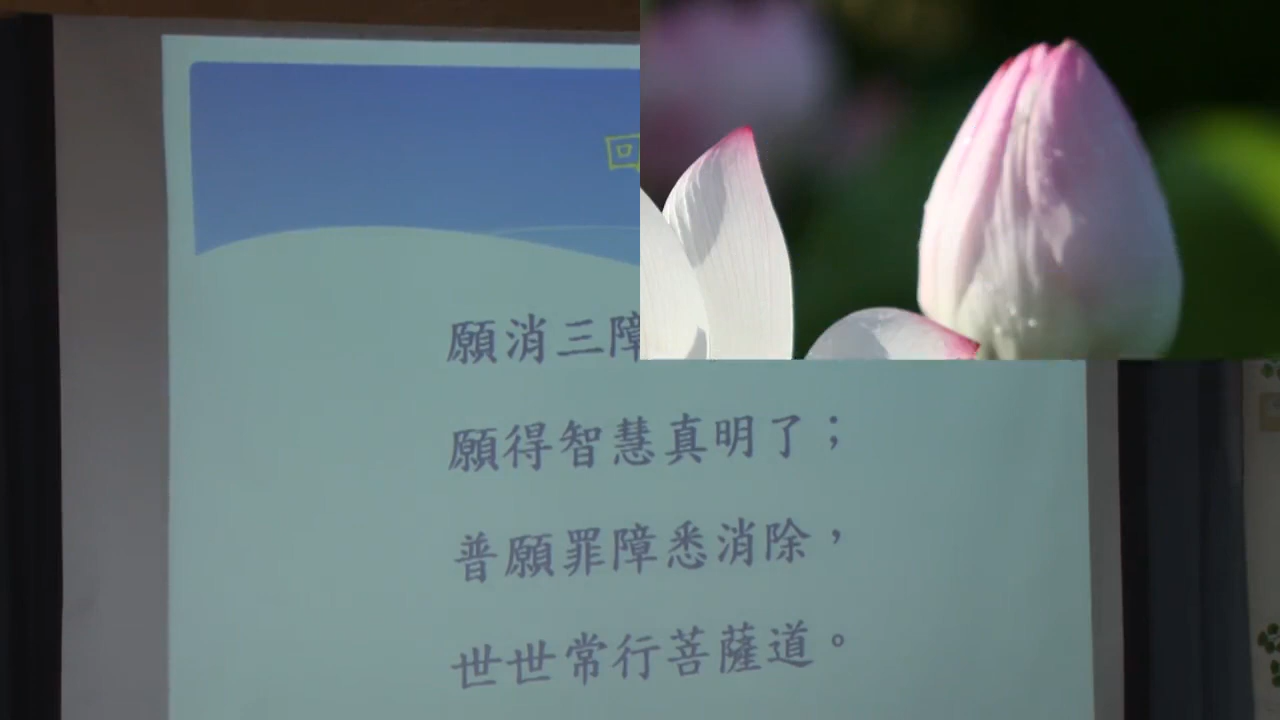 回
願消三障
願得智慧真明了；
普願罪障悉消除，
世世常行菩薩道。